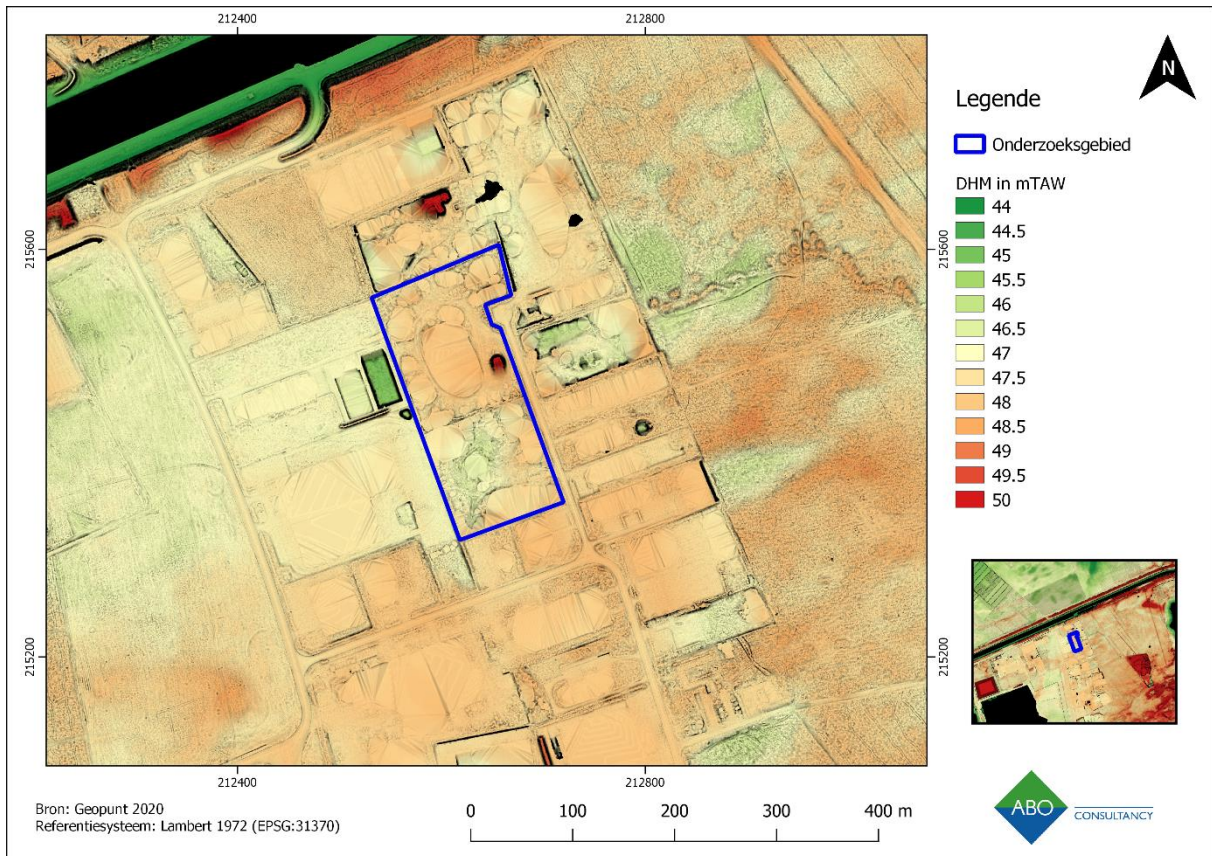 212400
212800
N
Legende
Onderzoeksgebied
DHM in mTAW
44
44.5
45
45.5
46
46.5
47
47.5
48
48.5
49
49.5
50
215600
215600
215200
215200
212400
212800
Bron: Geopunt 2020
Referentiesysteem: Lambert 1972 (EPSG:31370)
0 100 200 300 400 m
ABO
CONSULTANCY